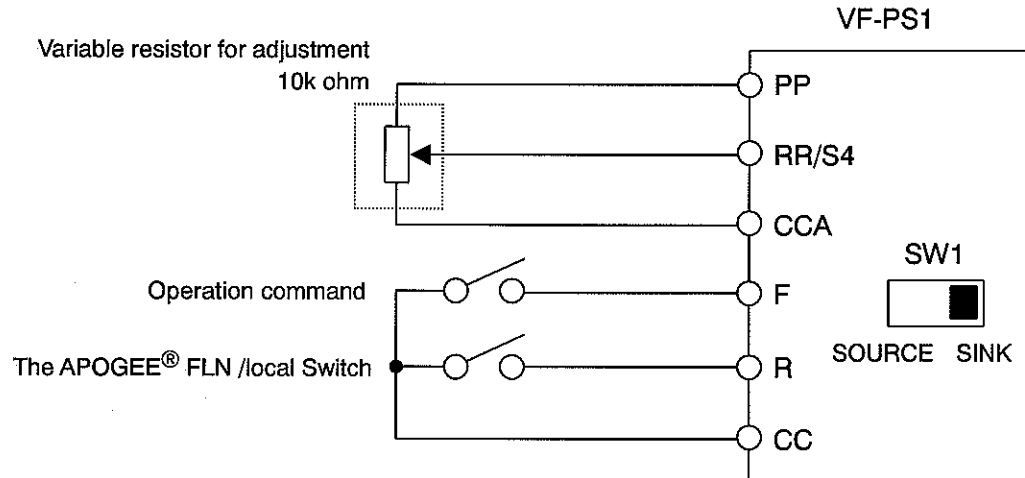 VF-PS1
Variable resistor for adjustment
10k ohm
PP
RR/S4
CCA
SW1
Operation command
F
SOURCE SINK
The APOGEE® FLN /local Switch
R
CC